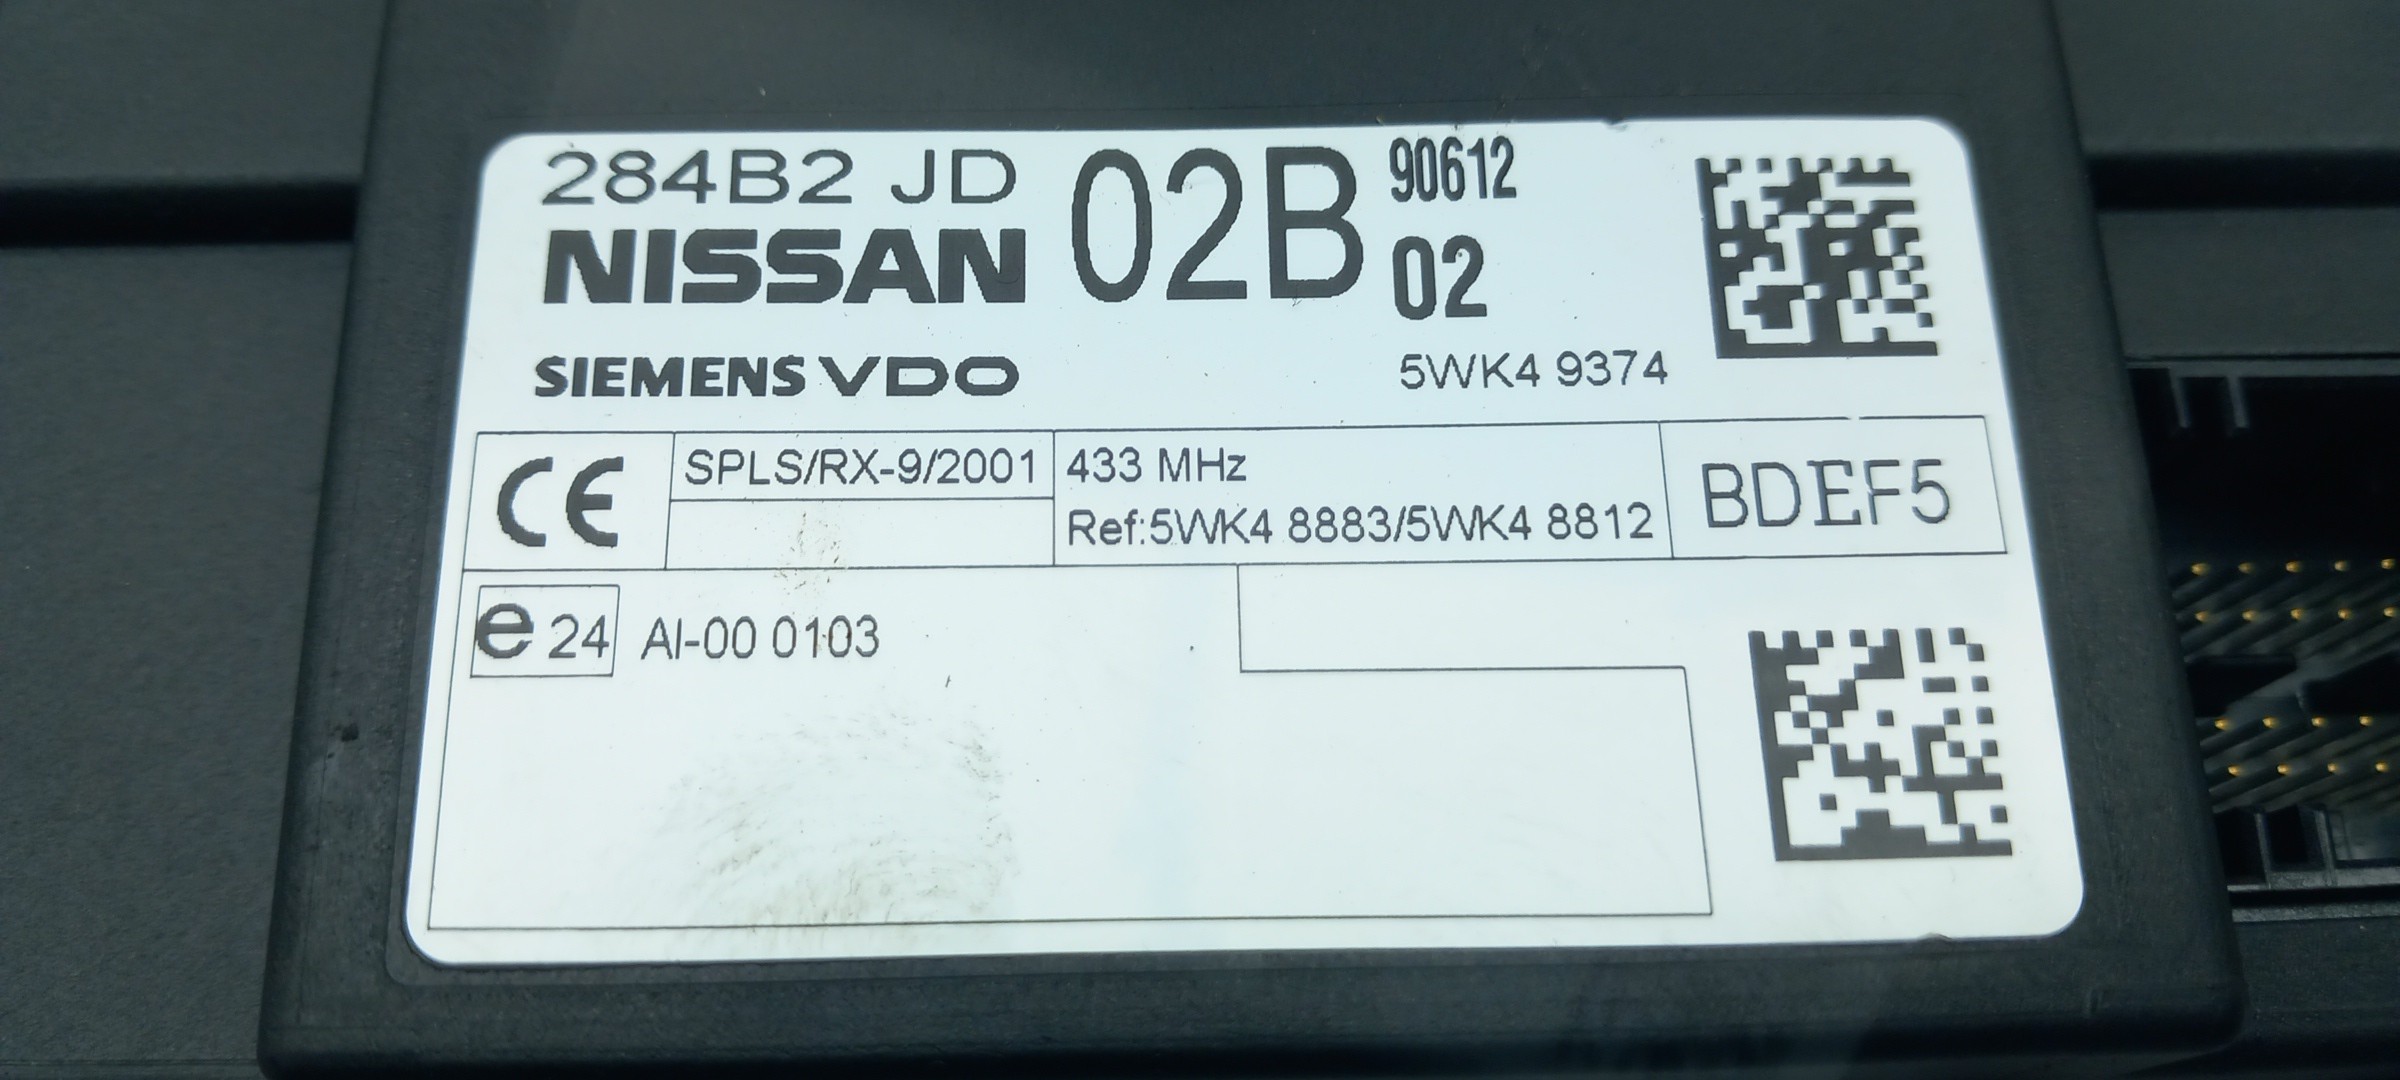 284B2 JD 02B 90612
NISSAN 02
SIEMENS VDO 5WK4 9374
CE SPLS/RX-9/2001 433 MHz BDEF5
Ref:5WK4 8883/5WK4 8812
e 24 AI-00 0103